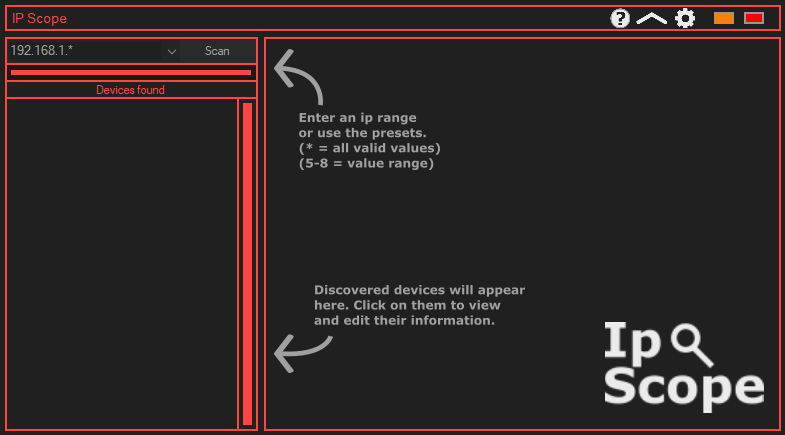 IP Scope
192.168.1.*
Scan
Devices found
Enter an ip range
or use the presets.
(* = all valid values)
(5-8 = value range)
Discovered devices will appear
here. Click on them to view
and edit their information.
Ip
Scope